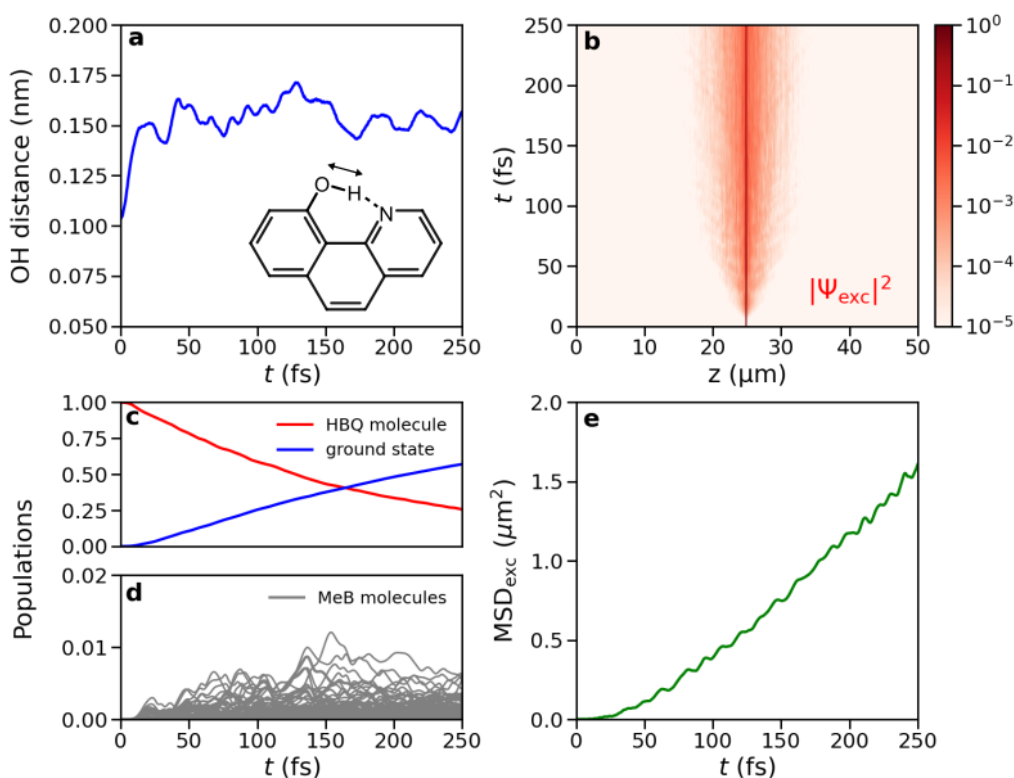 a
OH distance (nm)
0.200
0.175
0.150
0.125
0.100
0.075
0.050
O
H
N
0 50 100 150 200 250
t (fs)
b
t (fs)
250
200
150
100
50
0
|Ψexc|²
0 10 20 30 40 50
z (μm)
10⁰
10⁻¹
10⁻²
10⁻³
10⁻⁴
10⁻⁵
Populations
c
1.00
0.75
0.50
0.25
0.00
HBQ molecule
ground state
d
0.02
0.01
0.00
MeB molecules
0 50 100 150 200 250
t (fs)
e
MSDexc (μm²)
2.0
1.5
1.0
0.5
0.0
0 50 100 150 200 250
t (fs)